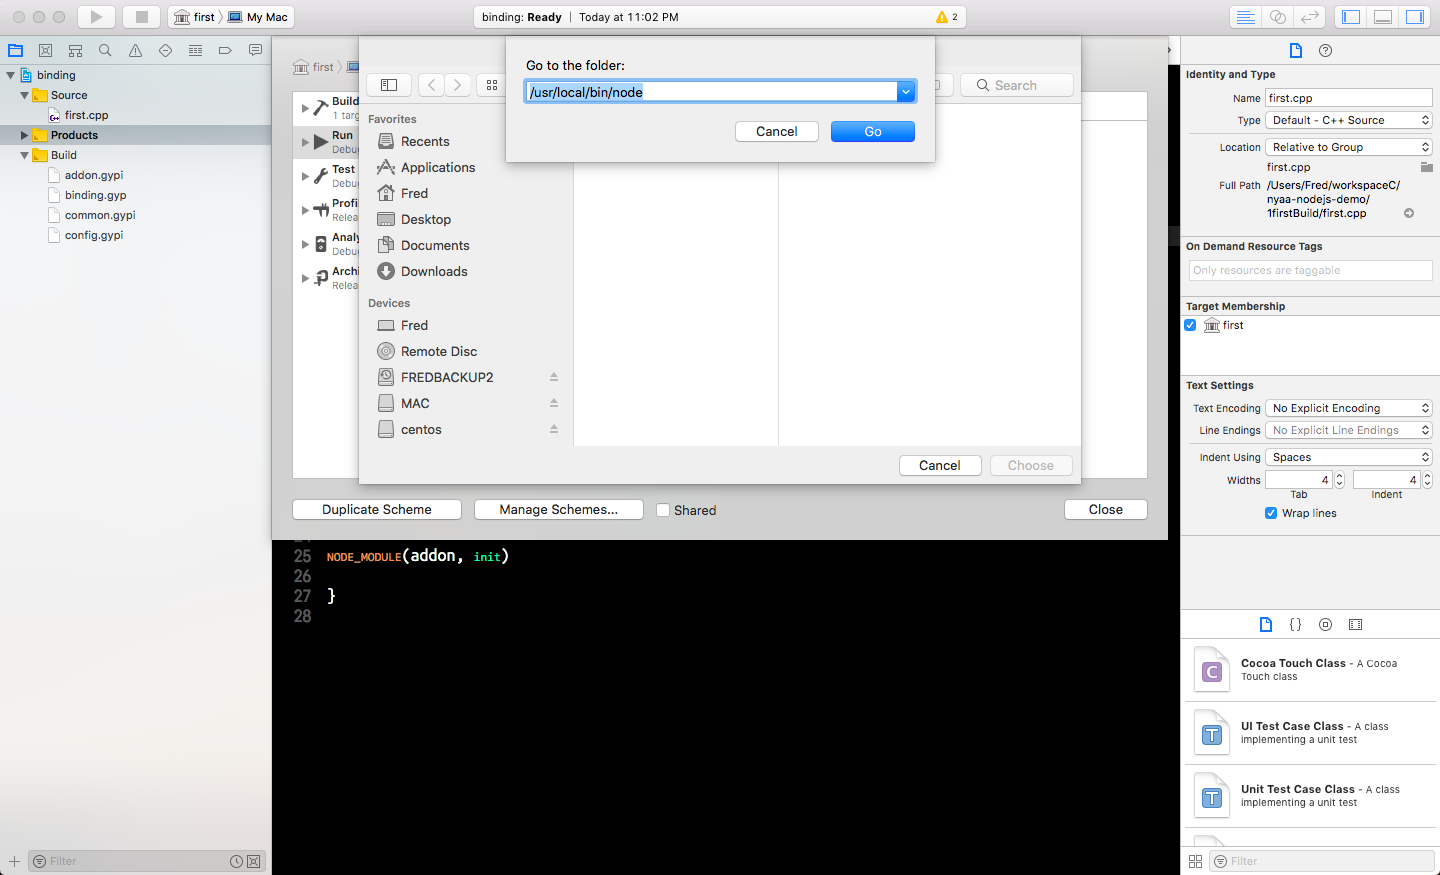 first 〉 My Mac
binding: Ready | Today at 11:02 PM
2
binding
Source
first.cpp
Products
Build
addon.gypi
binding.gyp
common.gypi
config.gypi
Filter
first 〉
Build
1 targ
Run
Debu
Test
Debug
Profi
Relea
Analy
Debug
Archi
Relea
Duplicate Scheme
Manage Schemes...
Shared
Close
Search
Favorites
Recents
Applications
Fred
Desktop
Documents
Downloads
Devices
Fred
Remote Disc
FREDBACKUP2
MAC
centos
Cancel
Choose
Go to the folder:
/usr/local/bin/node
Cancel
Go
25 NODE_MODULE(addon, init)
26
27 }
28
Identity and Type
Name first.cpp
Type Default - C++ Source
Location Relative to Group
first.cpp
Full Path /Users/Fred/workspaceC/
nyaa-nodejs-demo/
1firstBuild/first.cpp
On Demand Resource Tags
Only resources are taggable
Target Membership
first
Text Settings
Text Encoding No Explicit Encoding
Line Endings No Explicit Line Endings
Indent Using Spaces
Widths 4 4
Tab Indent
Wrap lines
{ }
C
Cocoa Touch Class - A Cocoa
Touch class
T
UI Test Case Class - A class
implementing a unit test
T
Unit Test Case Class - A class
implementing a unit test
Filter